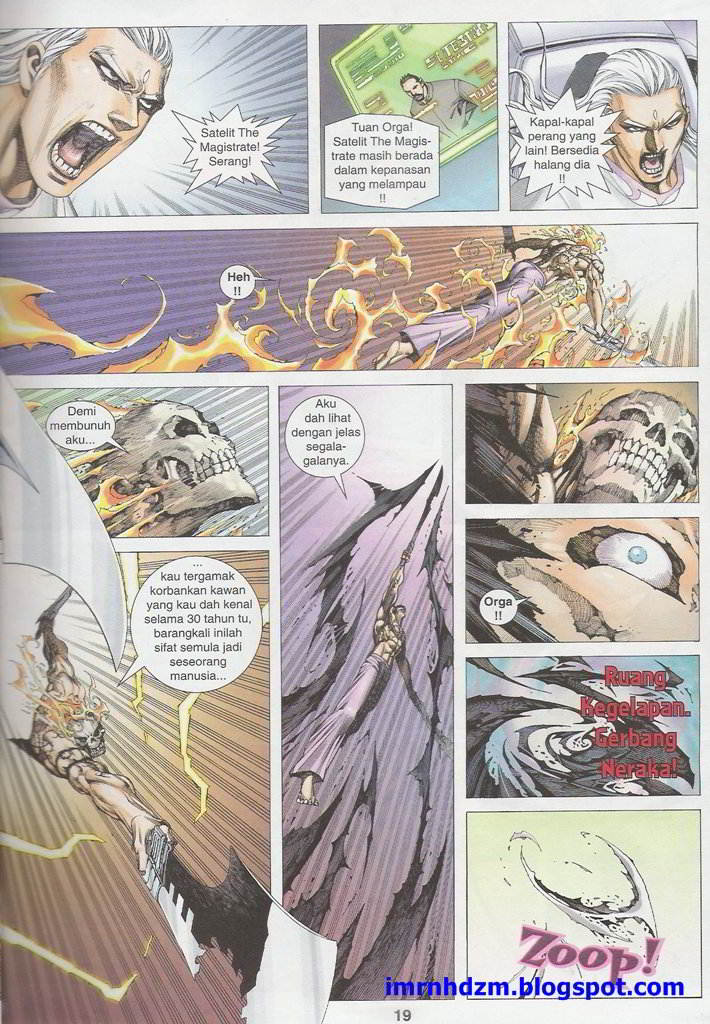 Satelit The
Magistrate!
Serang!
Tuan Orga!
Satelit The Magis-
trate masih berada
dalam kepanasan
yang melampau
!!
Kapal-kapal
perang yang
lain! Bersedia
halang dia
!!
Heh
!!
Demi
membunuh
aku...
...
kau tergamak
korbankan kawan
yang kau dah kenal
selama 30 tahun tu,
barangkali inilah
sifat semula jadi
seseorang
manusia...
Aku
dah lihat
dengan jelas
segala-
galanya.
Orga
!!
Ruang
Kegelapan.
Gerbang
Neraka!
Zoop!
imrnhdzm.blogspot.com
19